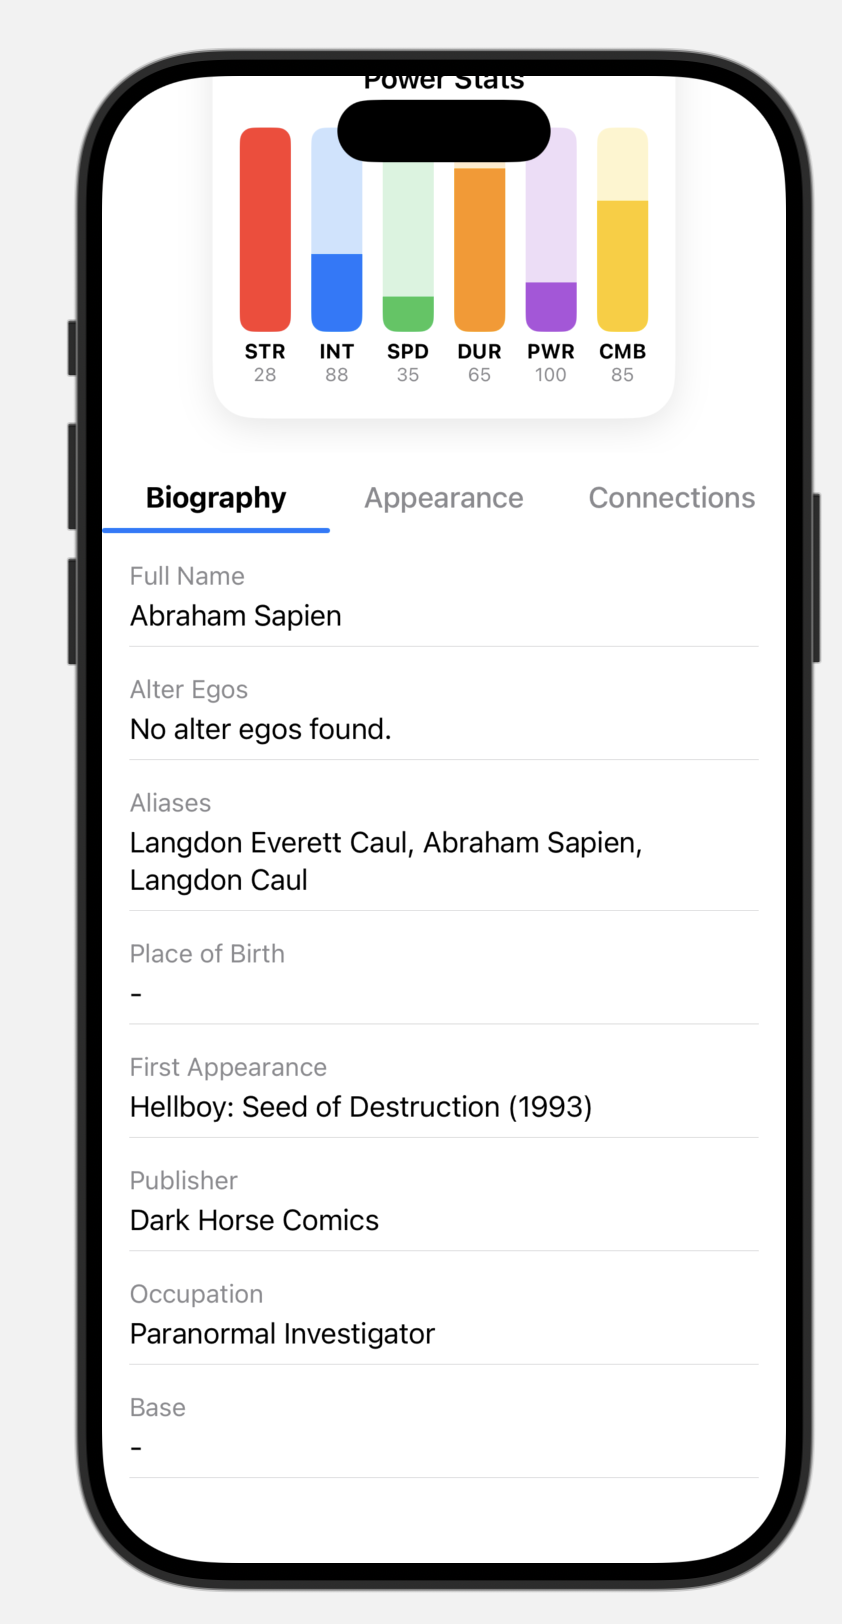 Power Stats
STR INT SPD DUR PWR CMB
28 88 35 65 100 85
Biography Appearance Connections
Full Name
Abraham Sapien
Alter Egos
No alter egos found.
Aliases
Langdon Everett Caul, Abraham Sapien,
Langdon Caul
Place of Birth
-
First Appearance
Hellboy: Seed of Destruction (1993)
Publisher
Dark Horse Comics
Occupation
Paranormal Investigator
Base
-